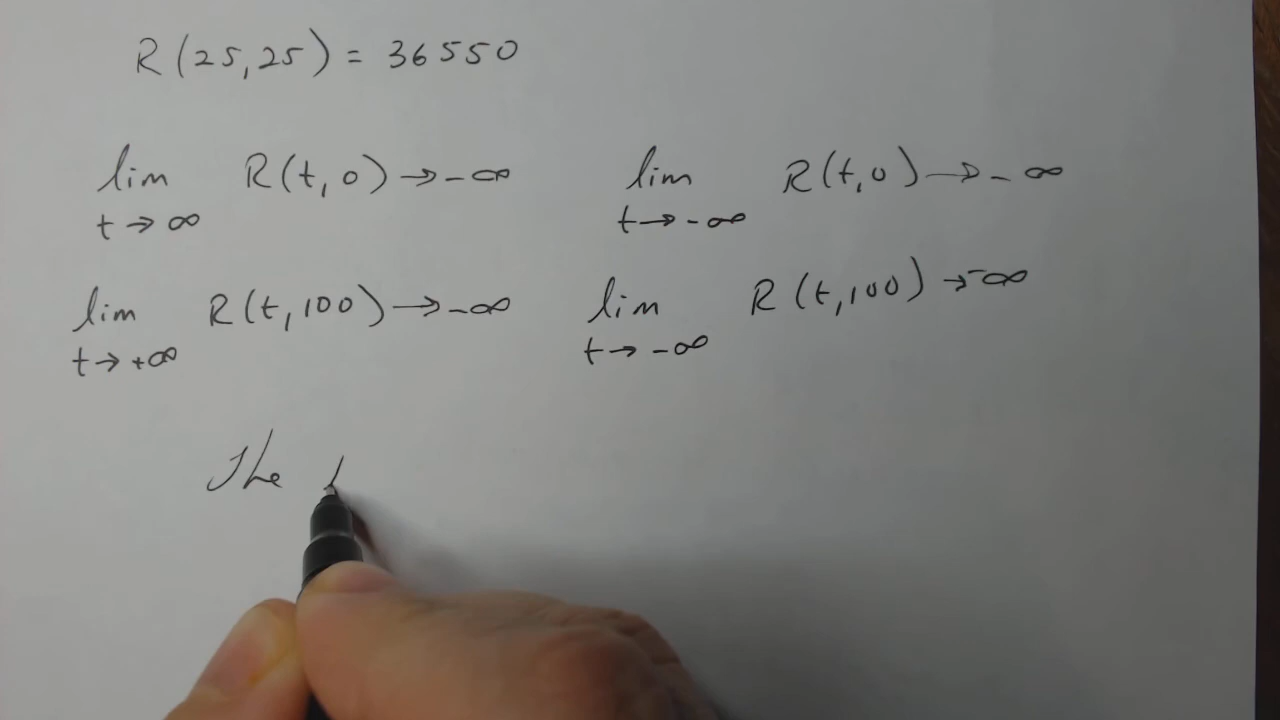 R(25,25) = 36550
lim R(t,0) → -∞ lim R(t,0) → -∞
t → ∞ t → -∞
lim R(t,100) → -∞ lim R(t,100) → -∞
t → +∞ t → -∞
The